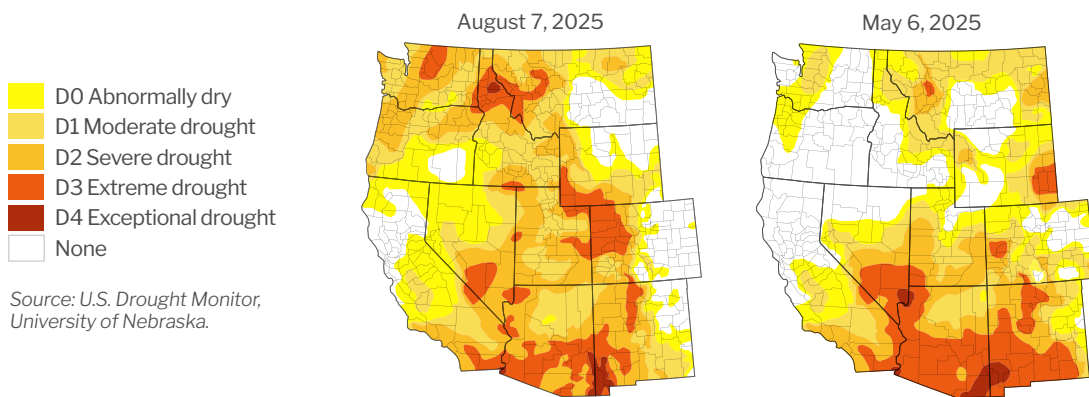 August 7, 2025
May 6, 2025
D0 Abnormally dry
D1 Moderate drought
D2 Severe drought
D3 Extreme drought
D4 Exceptional drought
None
Source: U.S. Drought Monitor,
University of Nebraska.